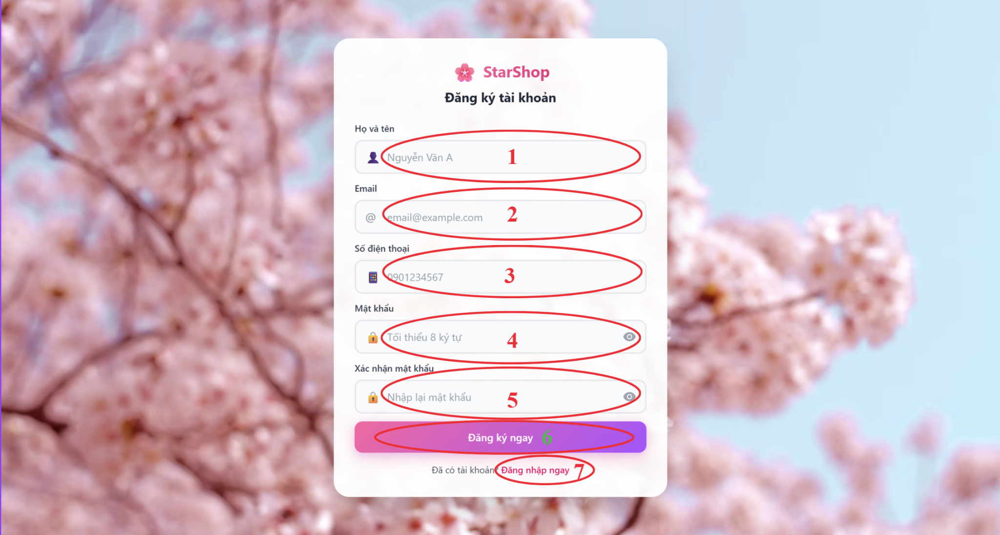 StarShop
Đăng ký tài khoản
Họ và tên
Nguyễn Văn A 1
Email
@ email@example.com 2
Số điện thoại
0901234567 3
Mật khẩu
Tối thiểu 8 ký tự 4
Xác nhận mật khẩu
Nhập lại mật khẩu 5
Đăng ký ngay 6
Đã có tài khoản? Đăng nhập ngay 7